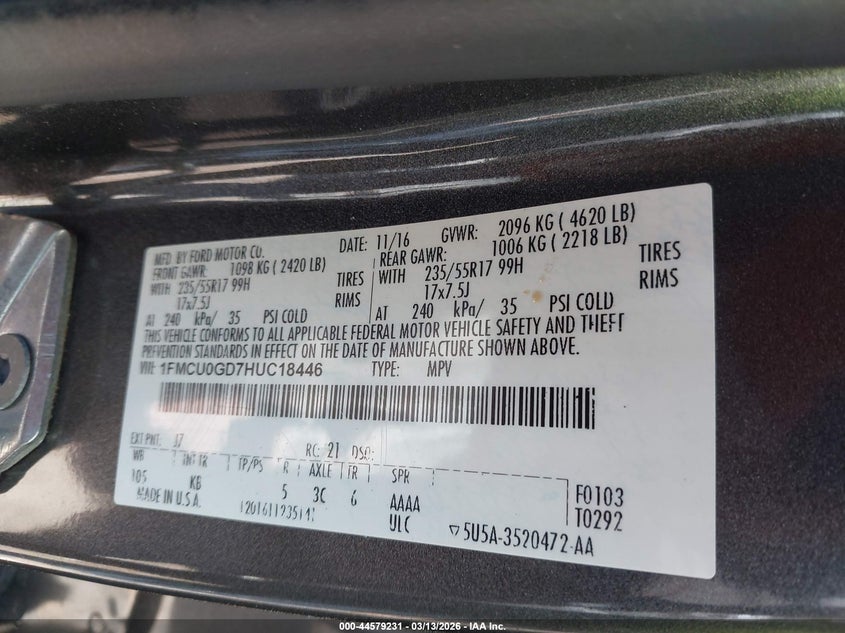 MFD. BY FORD MOTOR CO. DATE: 11/16 GVWR: 2096 KG ( 4620 LB)
FRONT GAWR: 1098 KG ( 2420 LB) REAR GAWR: 1006 KG ( 2218 LB)
WITH 235/55R17 99H TIRES WITH 235/55R17 99H TIRES
17x7.5J RIMS 17x7.5J RIMS
AT 240 kPa/ 35 PSI COLD AT 240 kPa/ 35 PSI COLD
THIS VEHICLE CONFORMS TO ALL APPLICABLE FEDERAL MOTOR VEHICLE SAFETY AND THEFT
PREVENTION STANDARDS IN EFFECT ON THE DATE OF MANUFACTURE SHOWN ABOVE.
VIN: 1FMCU0GD7HUC18446 TYPE: MPV
EXT PNT: J7 RC: 21 DSO:
WB INT TR TP/PS R AXLE TR SPR
105 KB 5 3C 6 AAAA F0103
MADE IN U.S.A. ULC T0292
▽5U5A-3520472-AA
000-44579231 - 03/13/2026 - IAA Inc.